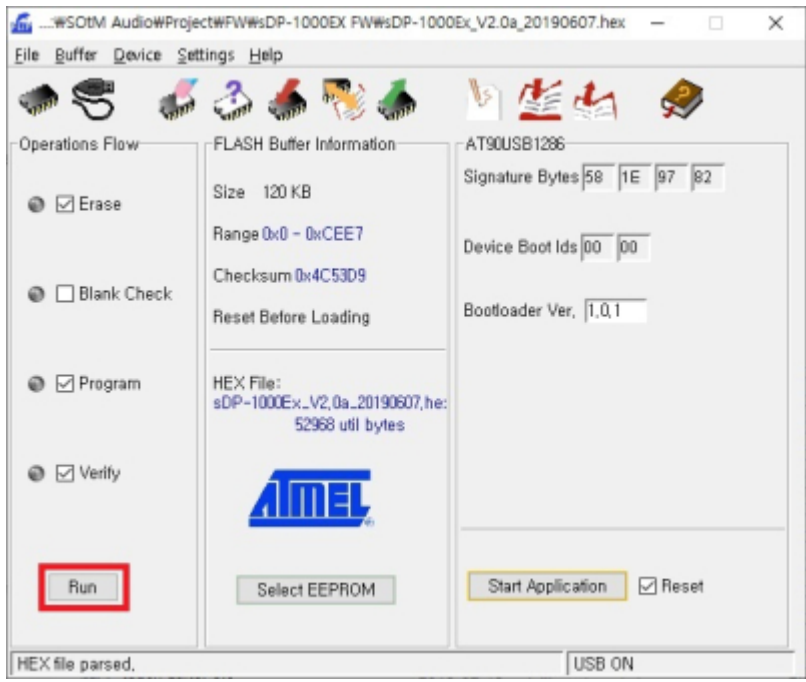 ...₩SOtM Audio₩Project₩FW₩sDP-1000EX FW₩sDP-1000Ex_V2.0a_20190607.hex
File Buffer Device Settings Help
Operations Flow
Erase
Blank Check
Program
Verify
Run
FLASH Buffer Information
Size 120 KB
Range 0x0 - 0xCEE7
Checksum 0x4C53D9
Reset Before Loading
HEX File:
sDP-1000Ex_V2,0a_20190607,he:
52968 util bytes
ATMEL
Select EEPROM
AT90USB1286
Signature Bytes 58 1E 97 82
Device Boot Ids 00 00
Bootloader Ver, 1,0,1
Start Application Reset
HEX file parsed,
USB ON